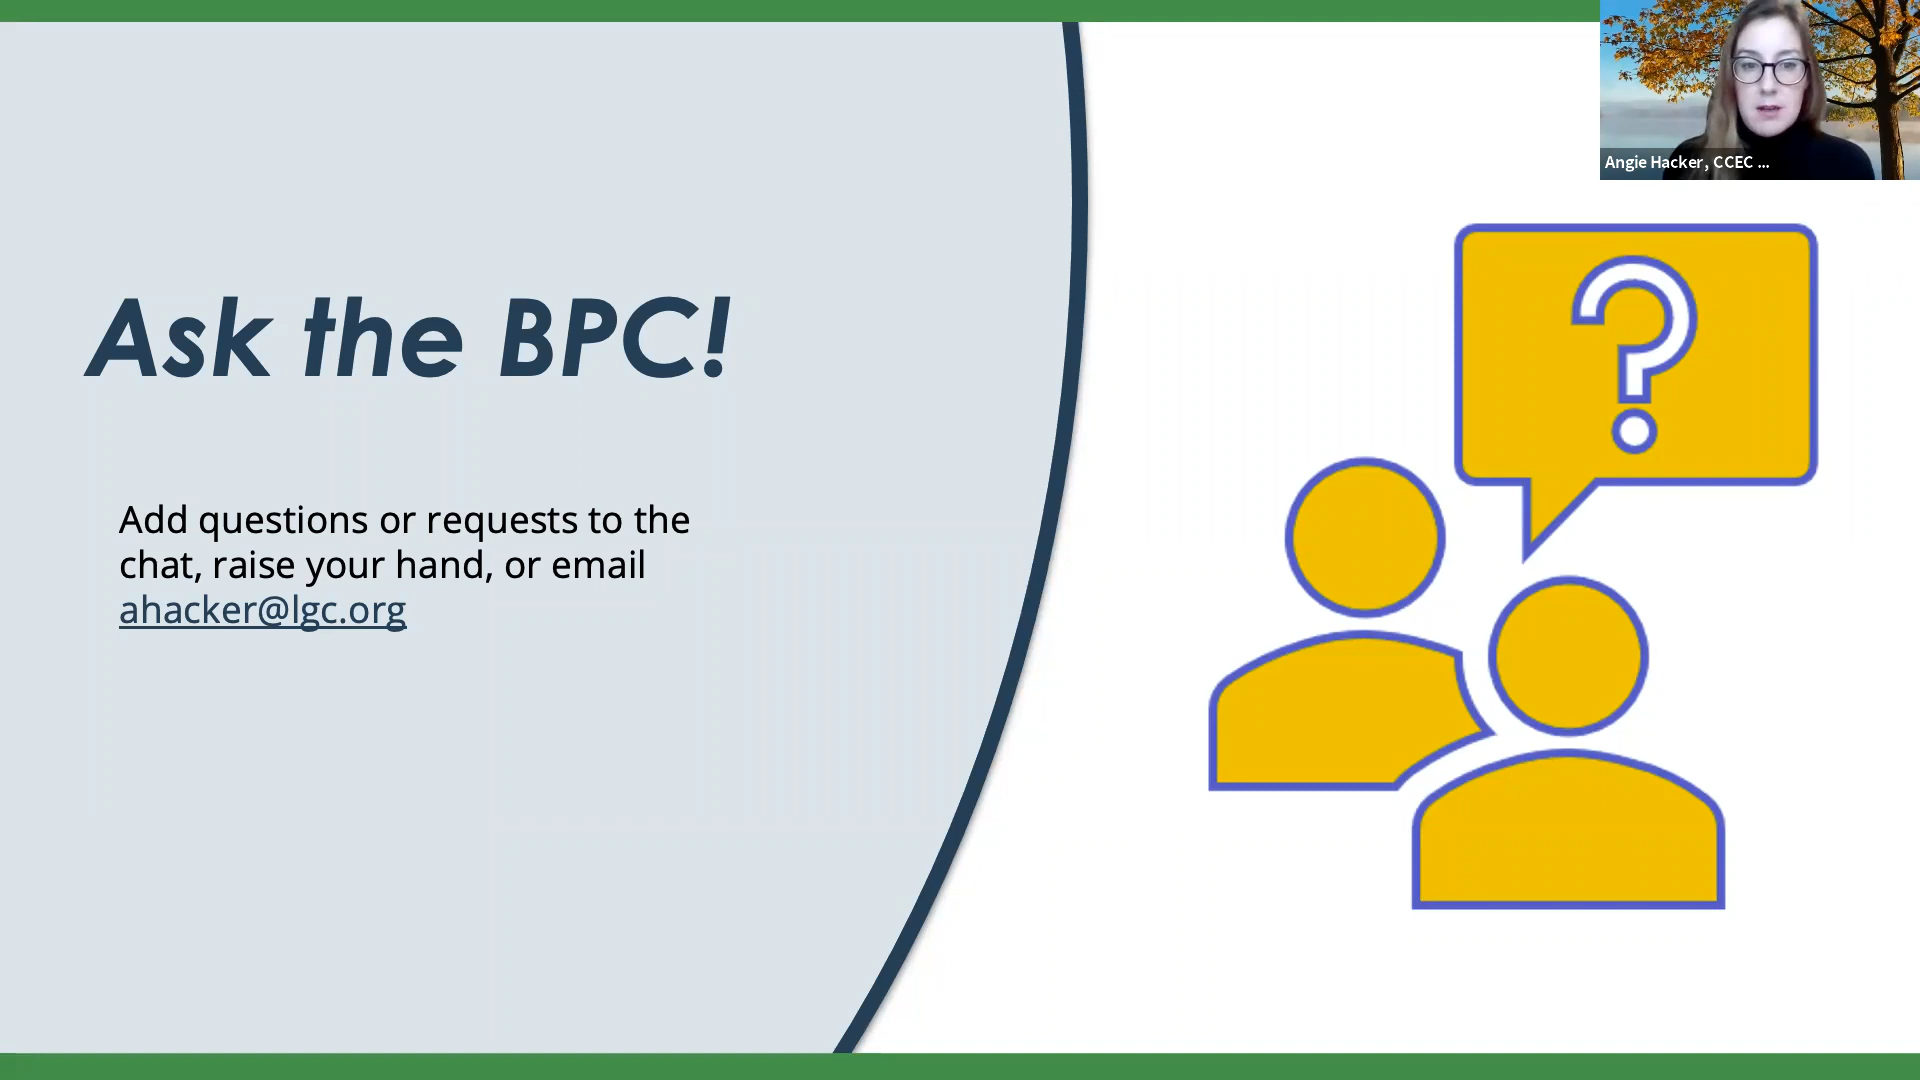 Angie Hacker, CCEC ...
Ask the BPC!
Add questions or requests to the
chat, raise your hand, or email
ahacker@lgc.org